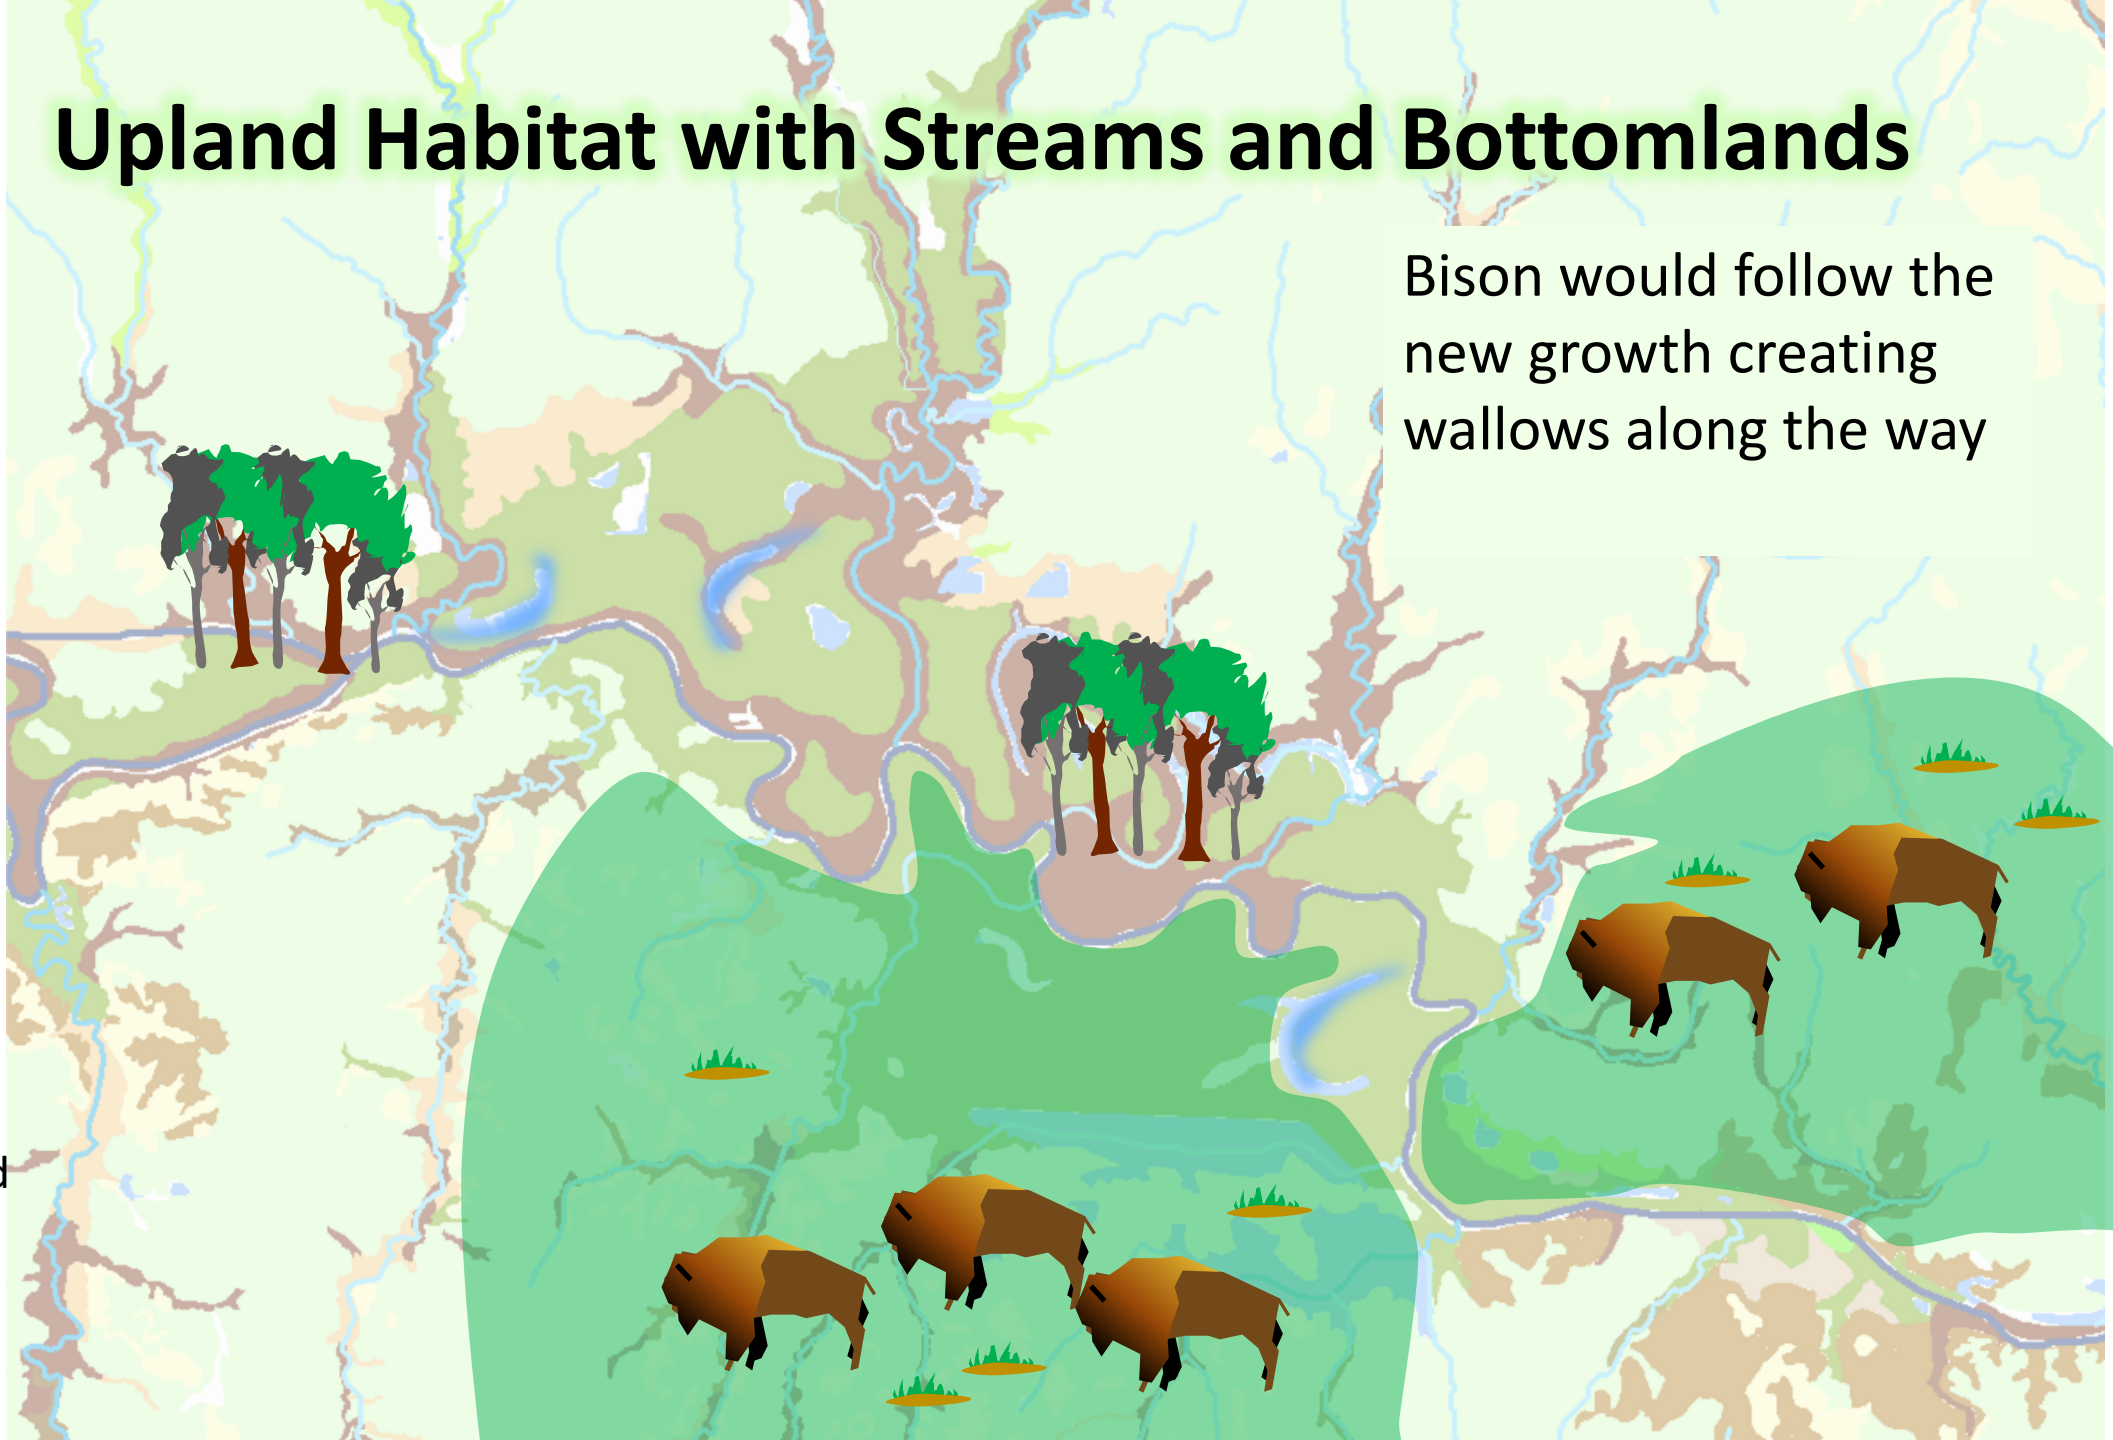 Upland Habitat with Streams and Bottomlands
Bison would follow the
new growth creating
wallows along the way
d